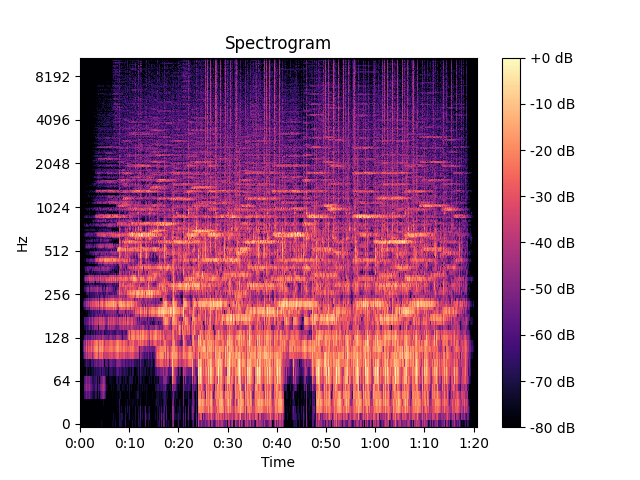 Spectrogram
Hz
8192
4096
2048
1024
512
256
128
64
0
0:00 0:10 0:20 0:30 0:40 0:50 1:00 1:10 1:20
Time
+0 dB
-10 dB
-20 dB
-30 dB
-40 dB
-50 dB
-60 dB
-70 dB
-80 dB